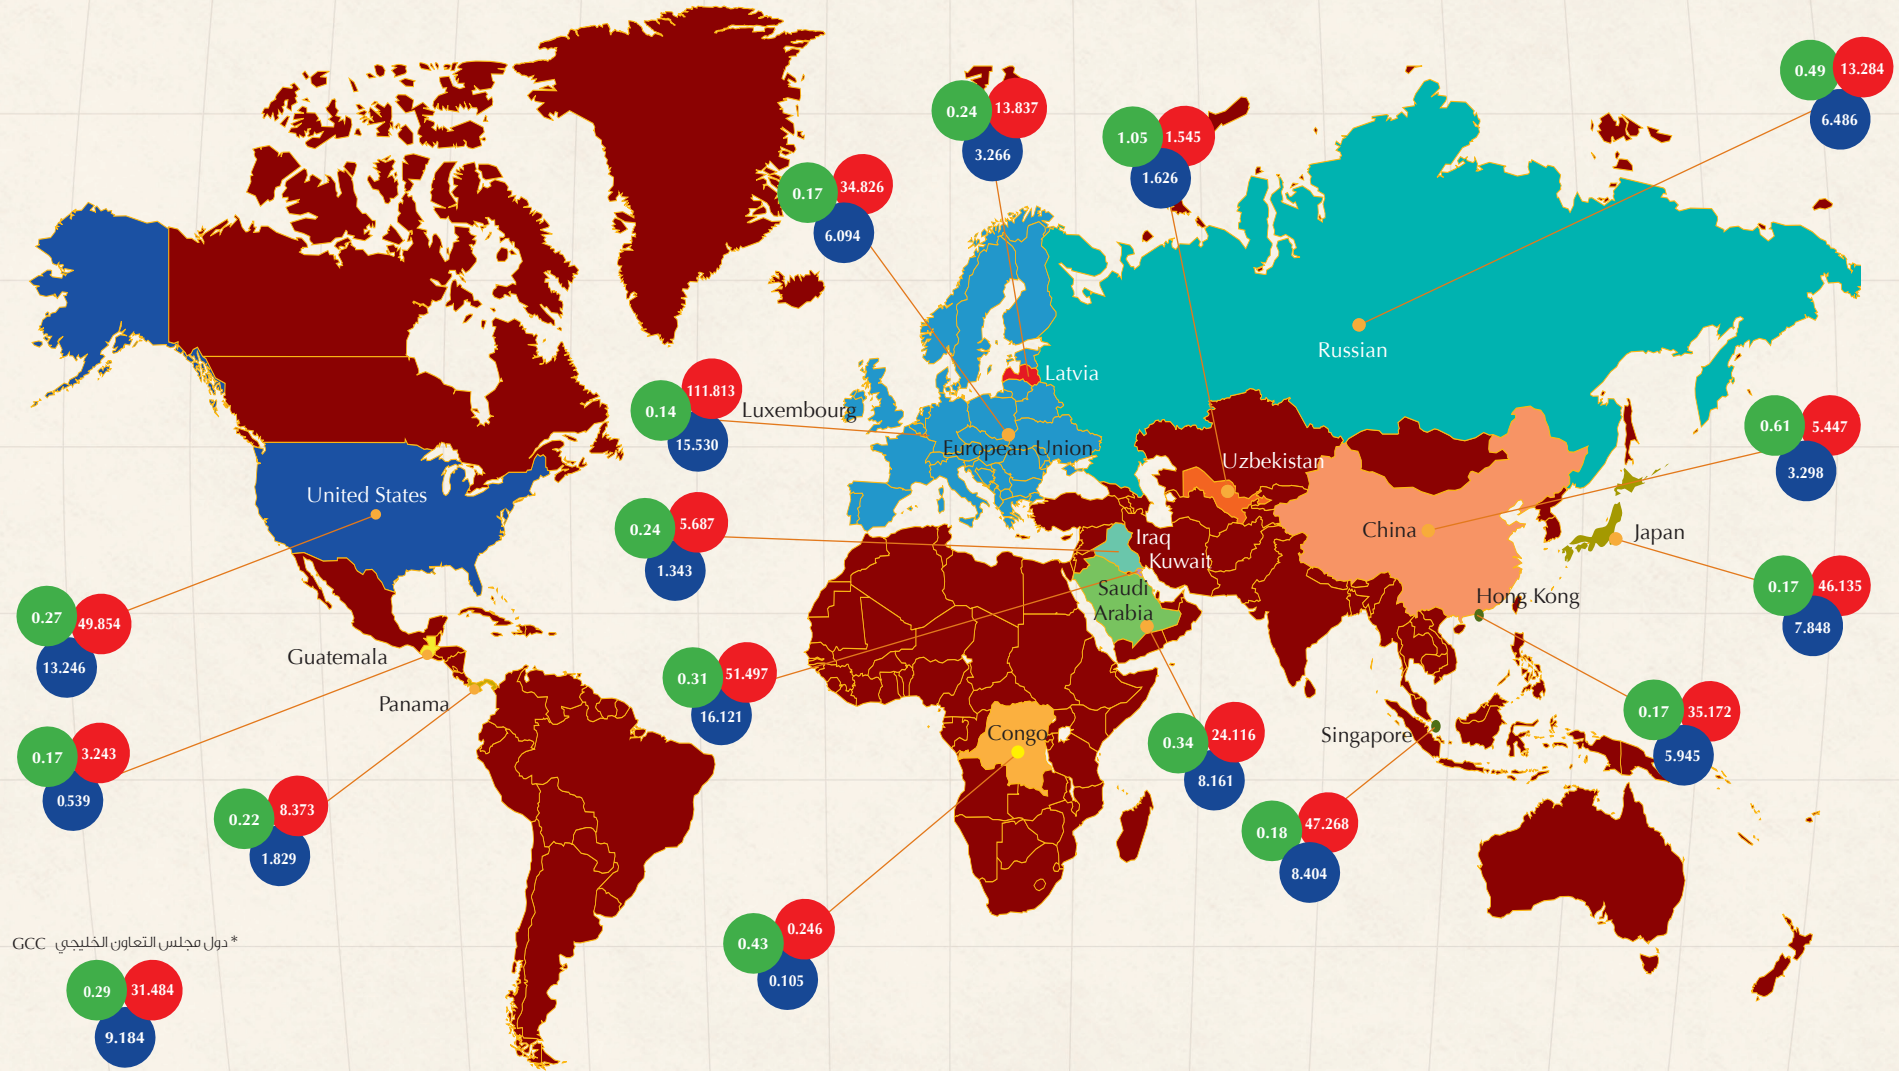 0.49 13.284
6.486
0.24 13.837
3.266
1.05 1.545
1.626
0.17 34.826
6.094
Russian
Latvia
0.14 111.813
15.530
Luxembourg
European Union
Uzbekistan
0.61 5.447
3.298
United States
0.24 5.687
1.343
Iraq
Kuwait
China
Japan
Saudi
Arabia
Hong Kong
0.17 46.135
7.848
0.27 49.854
13.246
Guatemala
Panama
0.31 51.497
16.121
Congo
0.34 24.116
8.161
Singapore
0.17 35.172
5.945
0.17 3.243
0.539
0.22 8.373
1.829
0.18 47.268
8.404
0.43 0.246
0.105
* دول مجلس التعاون الخليجي GCC
0.29 31.484
9.184